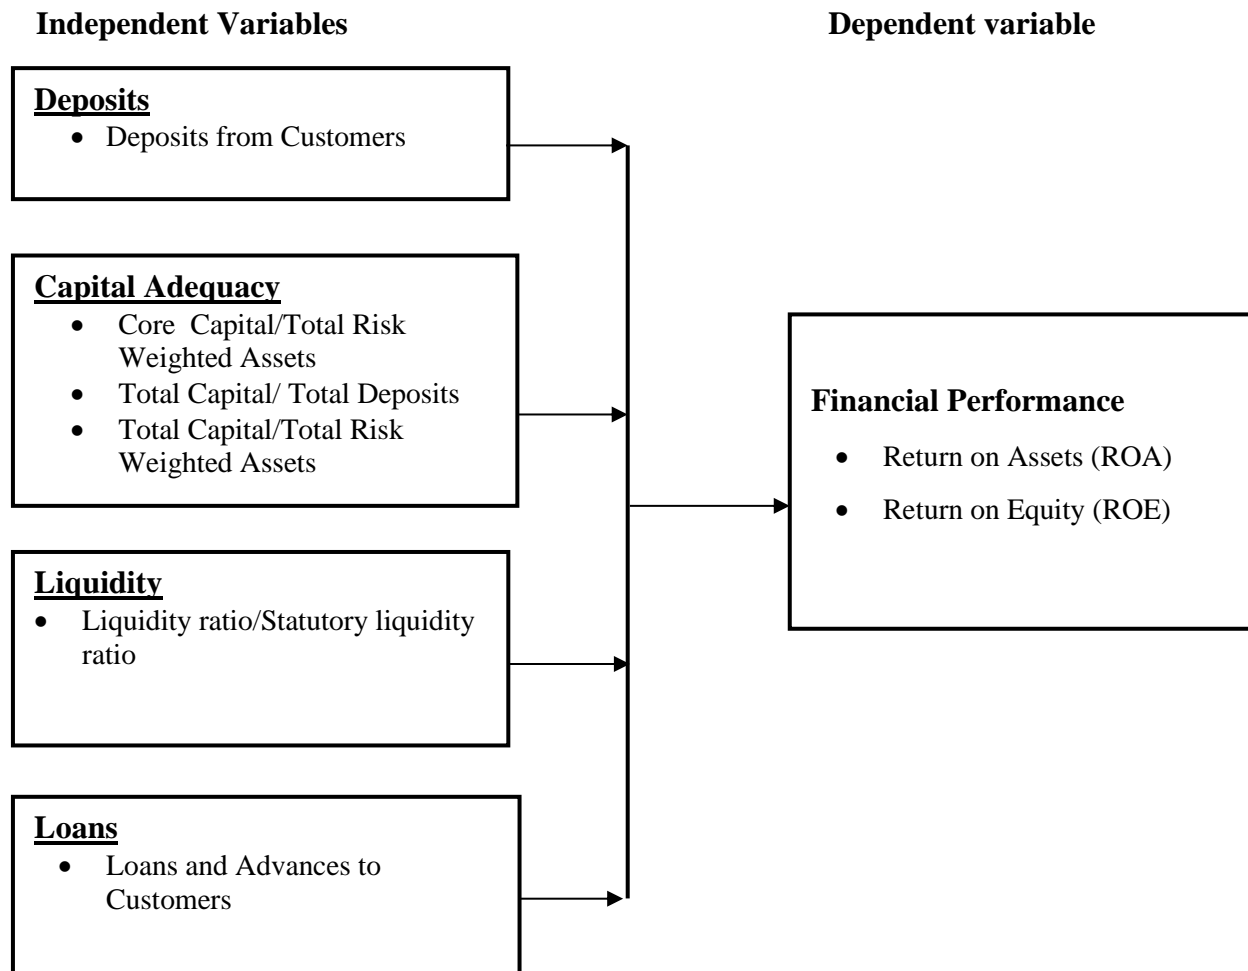 Independent Variables
Dependent variable
Deposits
• Deposits from Customers
Capital Adequacy
• Core Capital/Total Risk
Weighted Assets
• Total Capital/ Total Deposits
• Total Capital/Total Risk
Weighted Assets
Liquidity
• Liquidity ratio/Statutory liquidity
ratio
Loans
• Loans and Advances to
Customers
Financial Performance
• Return on Assets (ROA)
• Return on Equity (ROE)